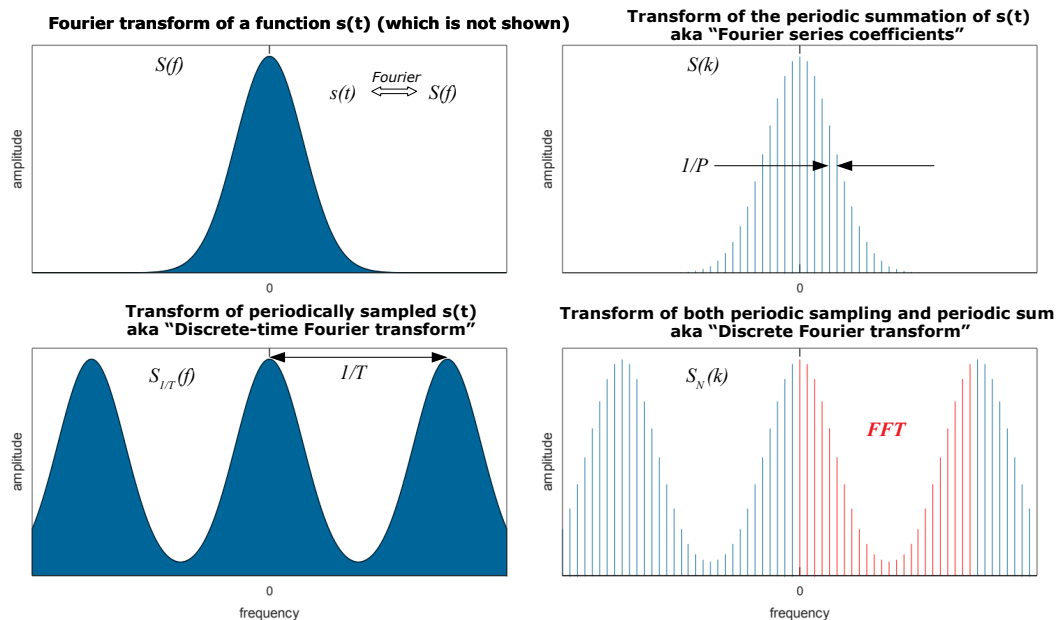 Fourier transform of a function s(t) (which is not shown)
S(f)
Fourier
s(t) S(f)
amplitude
0
Transform of the periodic summation of s(t)
aka “Fourier series coefficients”
S(k)
1/P
amplitude
0
Transform of periodically sampled s(t)
aka “Discrete-time Fourier transform”
S1/T(f)
1/T
amplitude
0
frequency
Transform of both periodic sampling and periodic sum
aka “Discrete Fourier transform”
SN(k)
FFT
amplitude
0
frequency